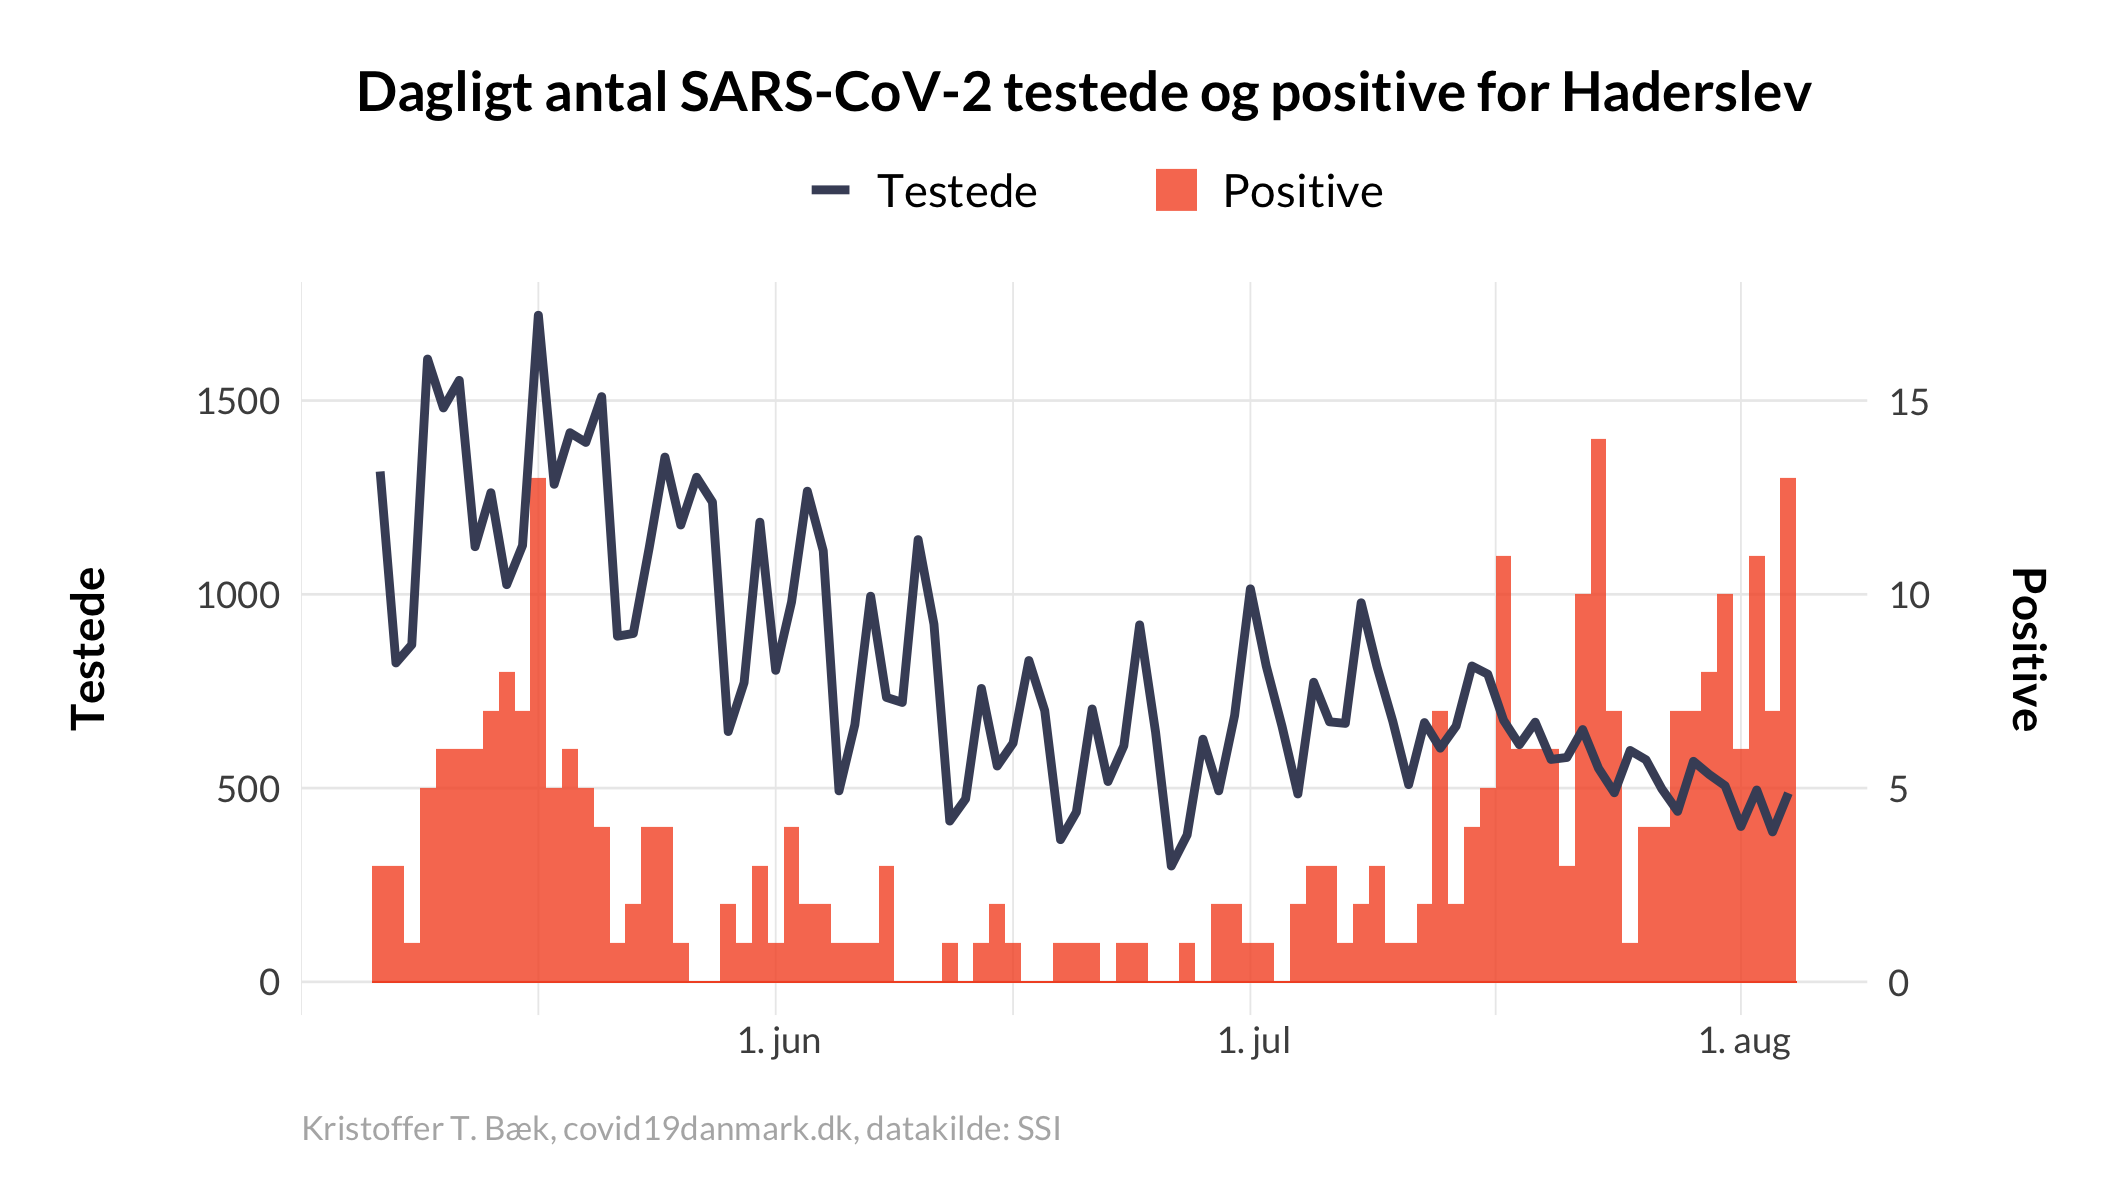 Dagligt antal SARS-CoV-2 testede og positive for Haderslev
Testede
Positive
Testede
1500
1000
500
0
15
10
5
0
Positive
1. jun
1. jul
1. aug
Kristoffer T. Bæk, covid19danmark.dk, datakilde: SSI